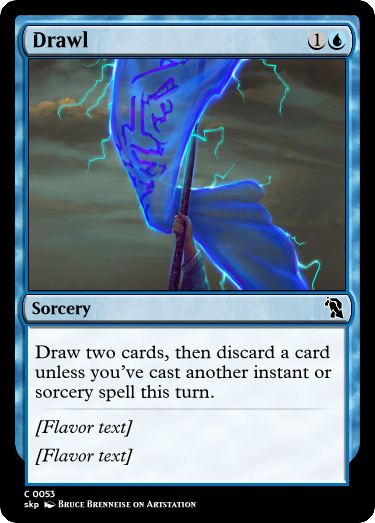 Drawl 1
Sorcery
Draw two cards, then discard a card
unless you've cast another instant or
sorcery spell this turn.
[Flavor text]
[Flavor text]
C 0053
skp Bruce Brenneise on Artstation